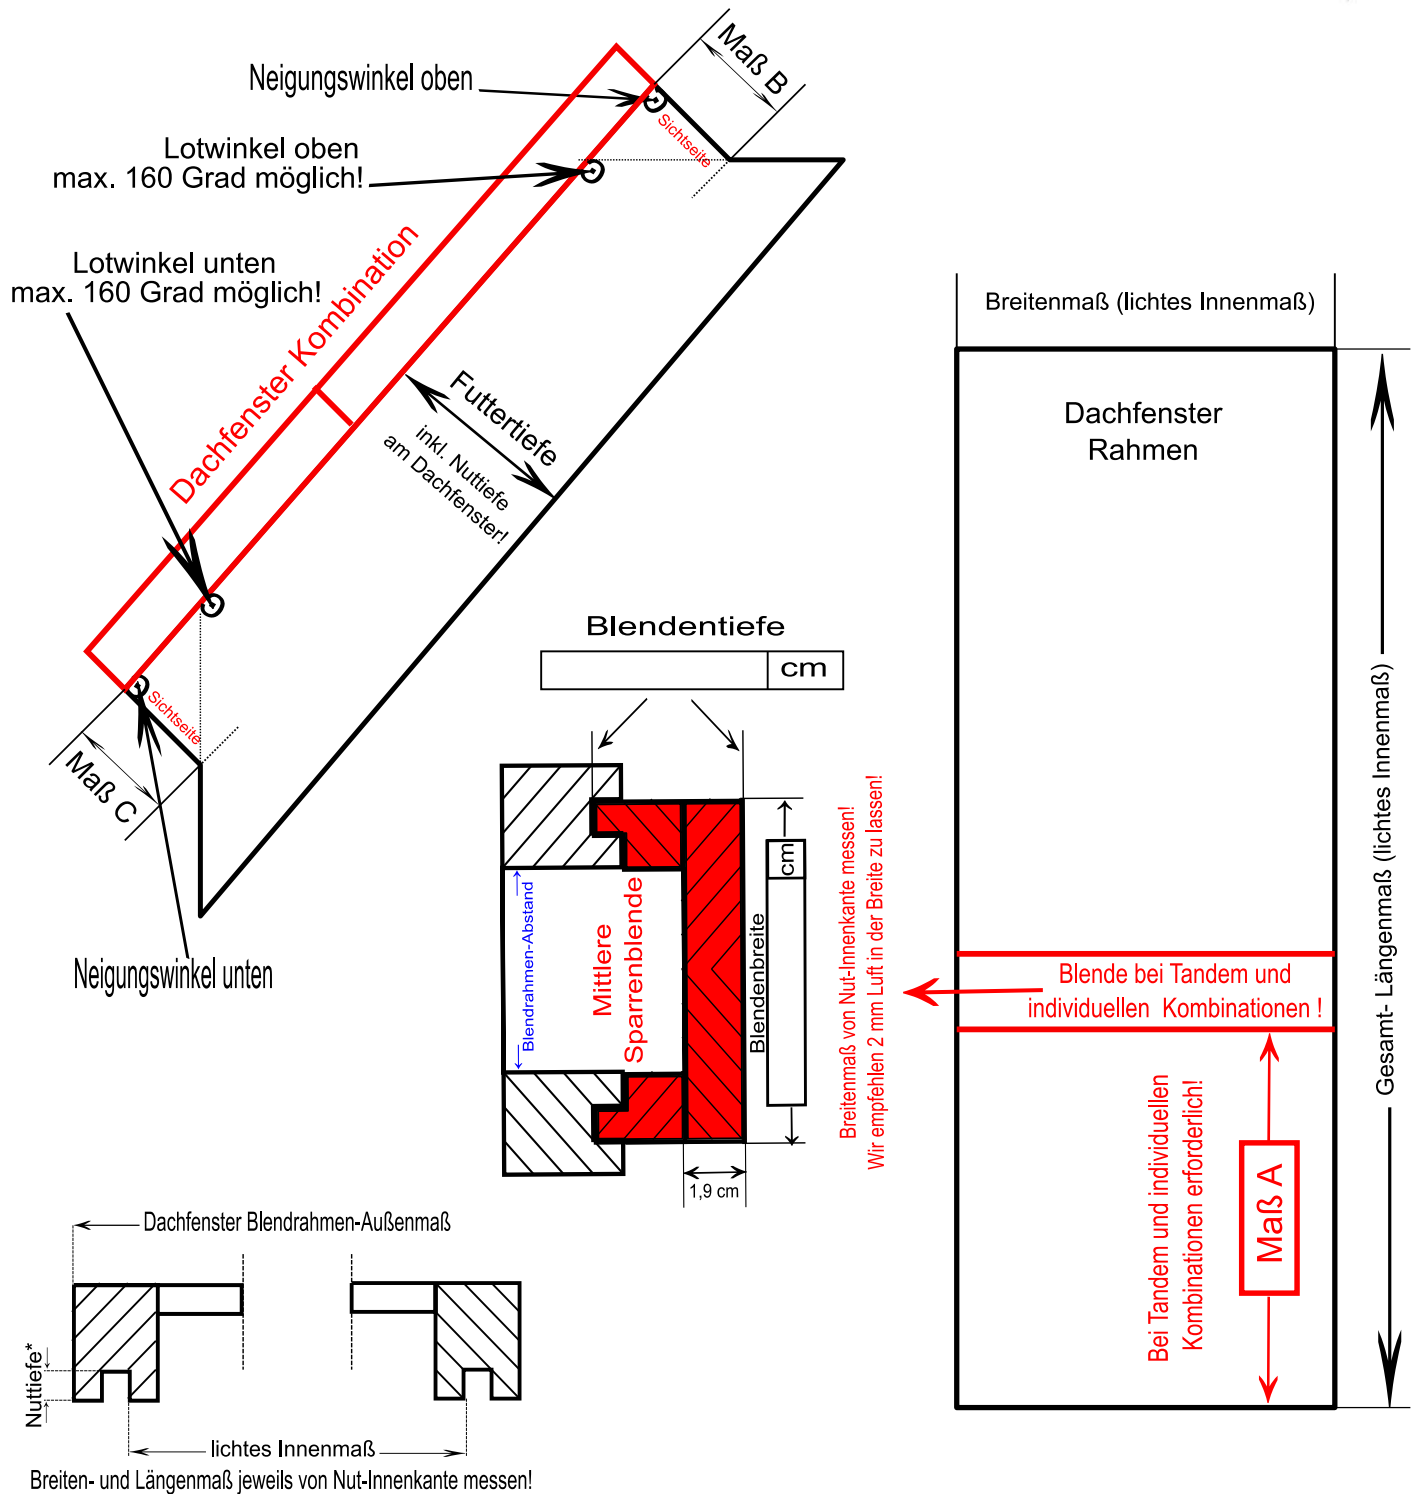 Neigungswinkel oben
Maß B
Sichtseite
Lotwinkel oben
max. 160 Grad möglich!
Lotwinkel unten
max. 160 Grad möglich!
Dachfenster Kombination
Futtertiefe
inkl. Nuttiefe
am Dachfenster!
Sichtseite
Maß C
Neigungswinkel unten
Breitenmaß (lichtes Innenmaß)
Dachfenster
Rahmen
Gesamt- Längenmaß (lichtes Innenmaß)
Blende bei Tandem und
individuellen Kombinationen !
Bei Tandem und individuellen
Kombinationen erforderlich!
Maß A
Blendentiefe
cm
Blendrahmen-Abstand
Mittlere
Sparrenblende
Blendenbreite
cm
Breitenmaß von Nut-Innenkante messen!
Wir empfehlen 2 mm Luft in der Breite zu lassen!
1,9 cm
Dachfenster Blendrahmen-Außenmaß
Nuttiefe*
lichtes Innenmaß
Breiten- und Längenmaß jeweils von Nut-Innenkante messen!